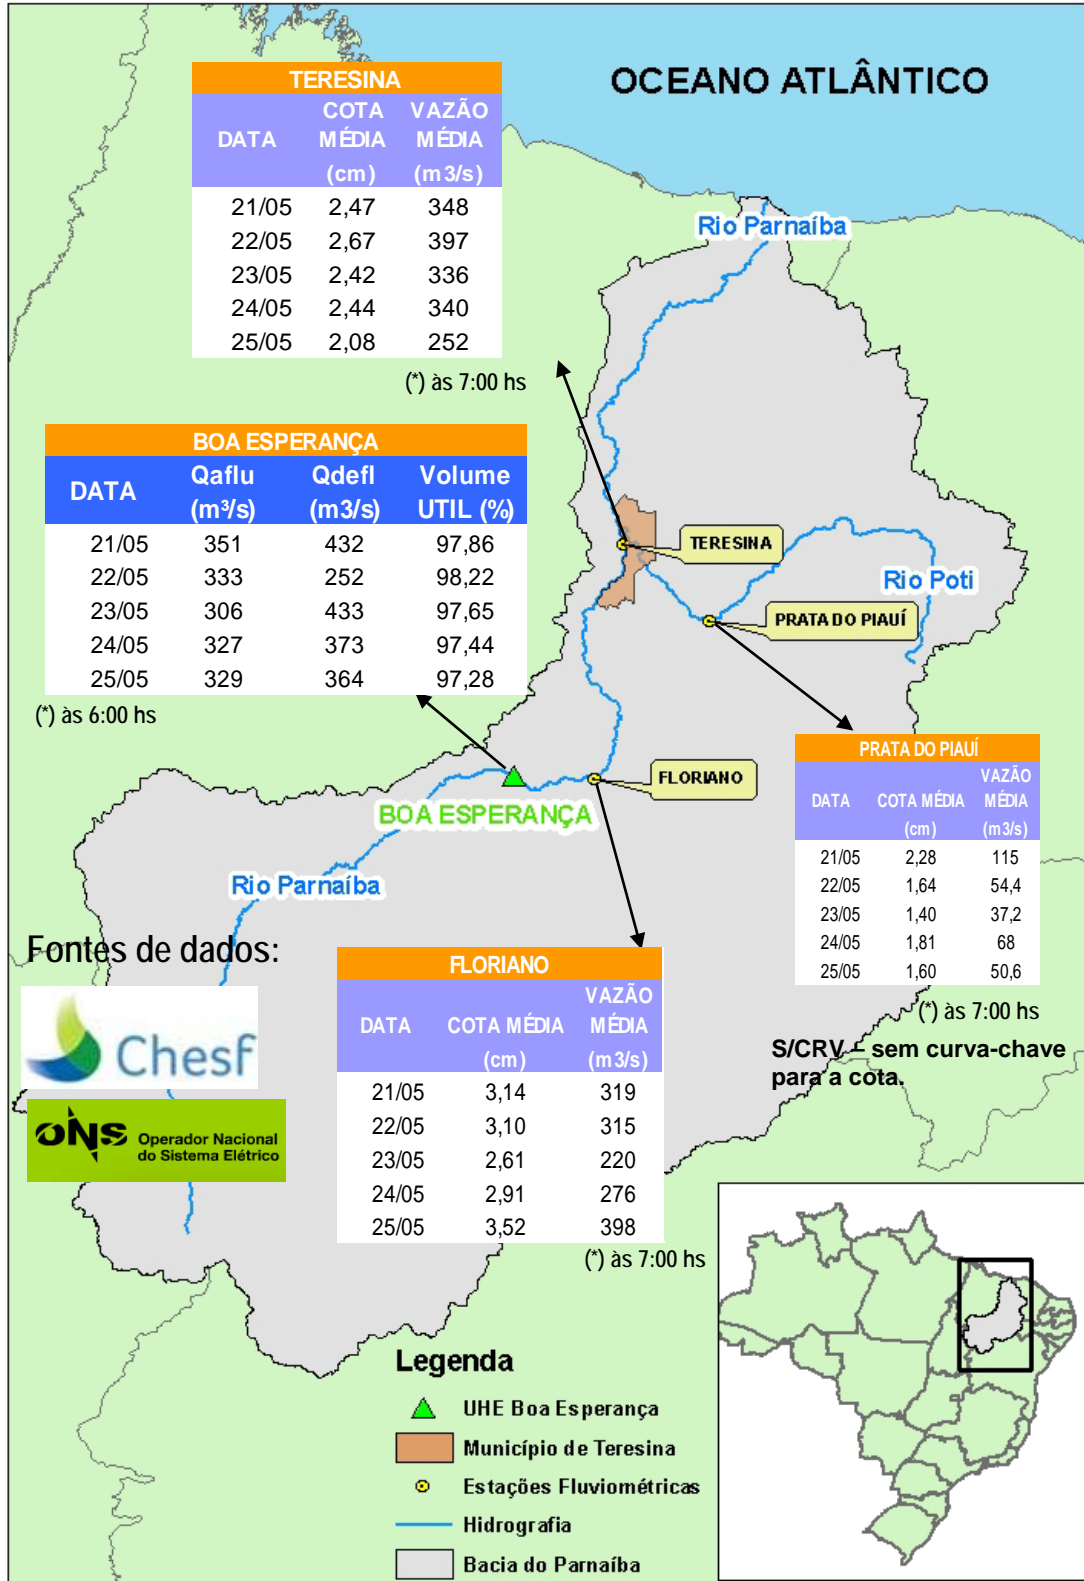 OCEANO ATLÂNTICO
TERESINA
DATA COTA MÉDIA (cm) VAZÃO MÉDIA (m3/s)
21/05 2,47 348
22/05 2,67 397
23/05 2,42 336
24/05 2,44 340
25/05 2,08 252
(*) às 7:00 hs
Rio Parnaíba
BOA ESPERANÇA
DATA Qaflu (m³/s) Qdefl (m3/s) Volume UTIL (%)
21/05 351 432 97,86
22/05 333 252 98,22
23/05 306 433 97,65
24/05 327 373 97,44
25/05 329 364 97,28
(*) às 6:00 hs
TERESINA
Rio Poti
PRATA DO PIAUÍ
FLORIANO
BOA ESPERANÇA
Rio Parnaíba
PRATA DO PIAUÍ
DATA COTA MÉDIA (cm) VAZÃO MÉDIA (m3/s)
21/05 2,28 115
22/05 1,64 54,4
23/05 1,40 37,2
24/05 1,81 68
25/05 1,60 50,6
(*) às 7:00 hs
S/CRV – sem curva-chave
para a cota.
Fontes de dados:
Chesf
ONS Operador Nacional
do Sistema Elétrico
FLORIANO
DATA COTA MÉDIA (cm) VAZÃO MÉDIA (m3/s)
21/05 3,14 319
22/05 3,10 315
23/05 2,61 220
24/05 2,91 276
25/05 3,52 398
(*) às 7:00 hs
Legenda
UHE Boa Esperança
Município de Teresina
Estações Fluviométricas
Hidrografia
Bacia do Parnaíba